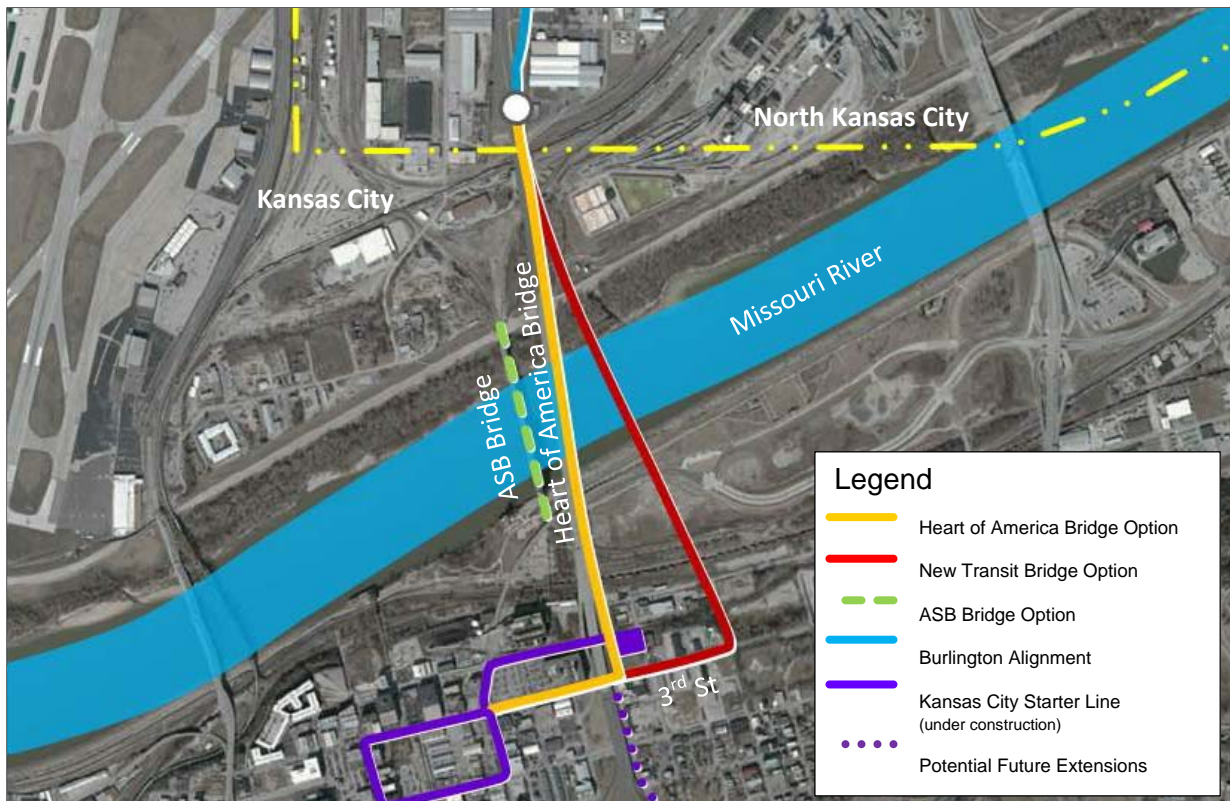 North Kansas City
Kansas City
Missouri River
ASB Bridge
Heart of America Bridge
3rd St
Legend
Heart of America Bridge Option
New Transit Bridge Option
ASB Bridge Option
Burlington Alignment
Kansas City Starter Line
(under construction)
Potential Future Extensions